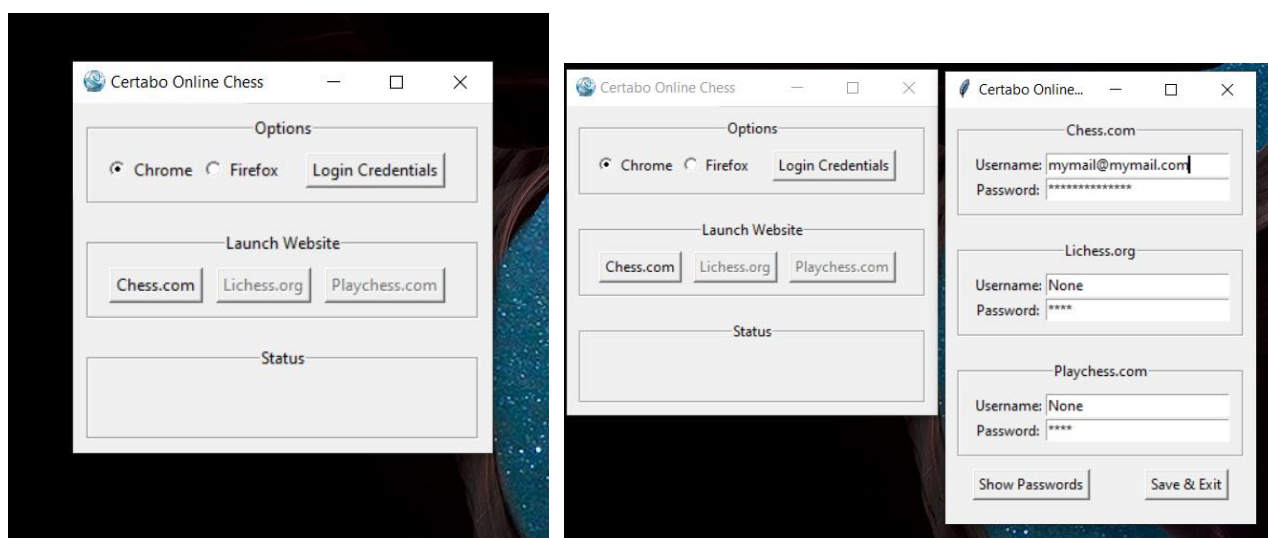 Certabo Online Chess
Options
Chrome Firefox Login Credentials
Launch Website
Chess.com Lichess.org Playchess.com
Status
Certabo Online Chess
Options
Chrome Firefox Login Credentials
Launch Website
Chess.com Lichess.org Playchess.com
Status
Certabo Online...
Chess.com
Username: mymail@mymail.com
Password: **************
Lichess.org
Username: None
Password: ****
Playchess.com
Username: None
Password: ****
Show Passwords Save & Exit